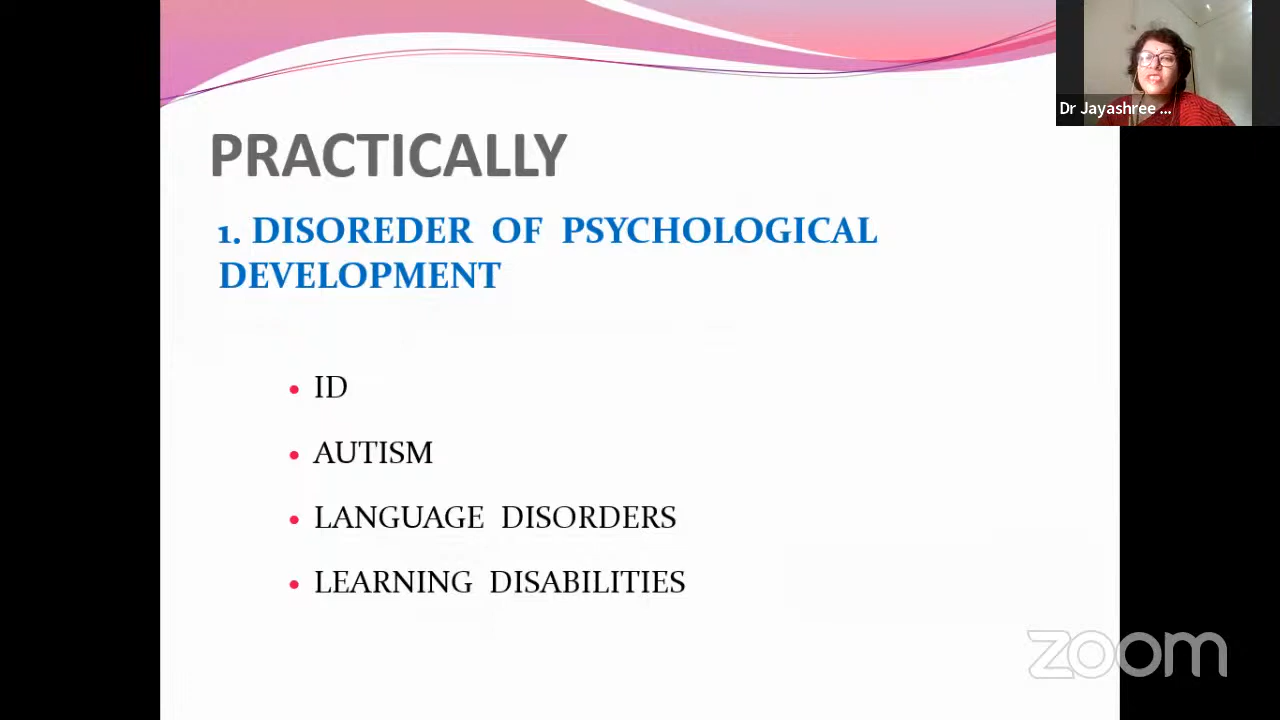 Dr Jayashree ...
PRACTICALLY
1. DISOREDER OF PSYCHOLOGICAL
DEVELOPMENT
• ID
• AUTISM
• LANGUAGE DISORDERS
• LEARNING DISABILITIES
zoom